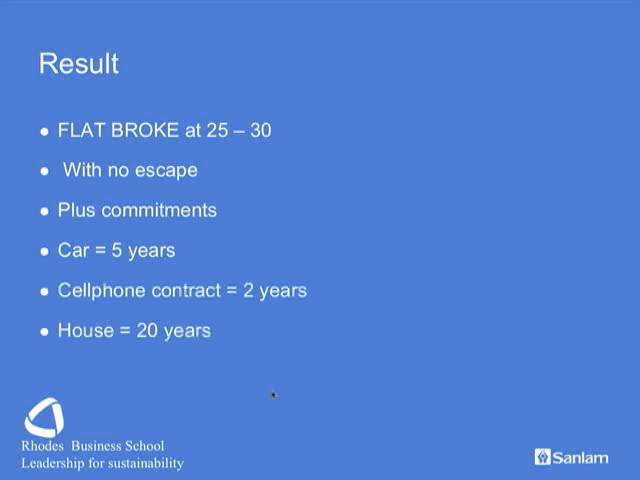 Result
• FLAT BROKE at 25 – 30
• With no escape
• Plus commitments
• Car = 5 years
• Cellphone contract = 2 years
• House = 20 years
Rhodes Business School
Leadership for sustainability
Sanlam